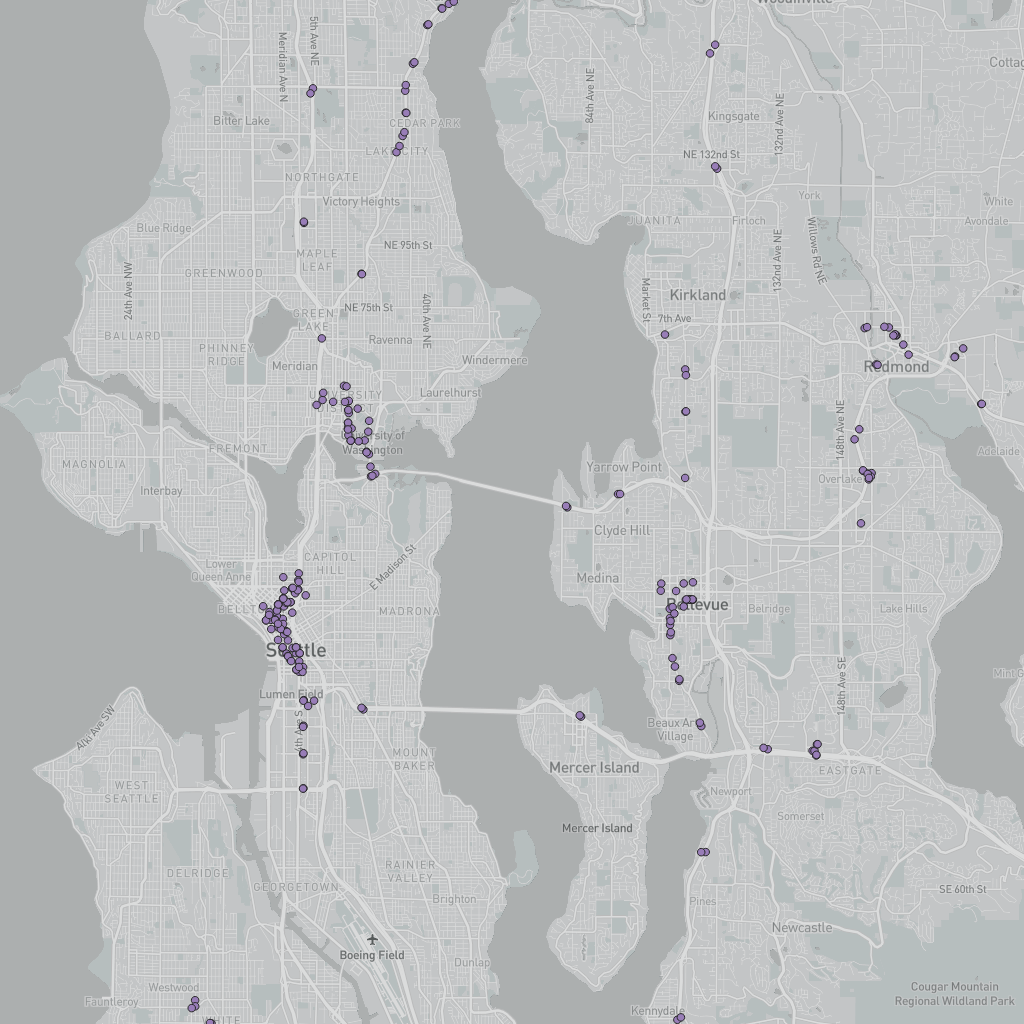 Woodinville
5th Ave NE
Meridian Ave N
84th Ave NE
Cottag
Bitter Lake
CEDAR PARK
Kingsgate
132nd Ave NE
LAKE CITY
NE 132nd St
NORTHGATE
Victory Heights
York
White
Blue Ridge
JUANITA
Firloch
Avondale
NE 95th St
MAPLE
LEAF
Willows Rd NE
132nd Ave NE
24th Ave NW
GREENWOOD
Market St
Kirkland
NE 75th St
40th Ave NE
GREEN
LAKE
7th Ave
BALLARD
PHINNEY
RIDGE
Ravenna
Windermere
Meridian
Redmond
UNIVERSITY
DISTRICT
Laurelhurst
148th Ave NE
University of
Washington
FREMONT
MAGNOLIA
Yarrow Point
Adelaide
Interbay
Overlake
Clyde Hill
CAPITOL
HILL
Lower
Queen Anne
E Madison St
Medina
BELLT
MADRONA
Bellevue
Belridge
Lake Hills
Seattle
148th Ave SE
Mint G
Lumen Field
Alki Ave SW
Beaux Arts
Village
MOUNT
BAKER
Mercer Island
EASTGATE
WEST
SEATTLE
Newport
Somerset
Mercer Island
RAINIER
VALLEY
DELRIDGE
GEORGETOWN
SE 60th St
Brighton
Pines
Newcastle
Boeing Field
Dunlap
Westwood
Cougar Mountain
Regional Wildland Park
Fauntleroy
Kennydale
WHITE